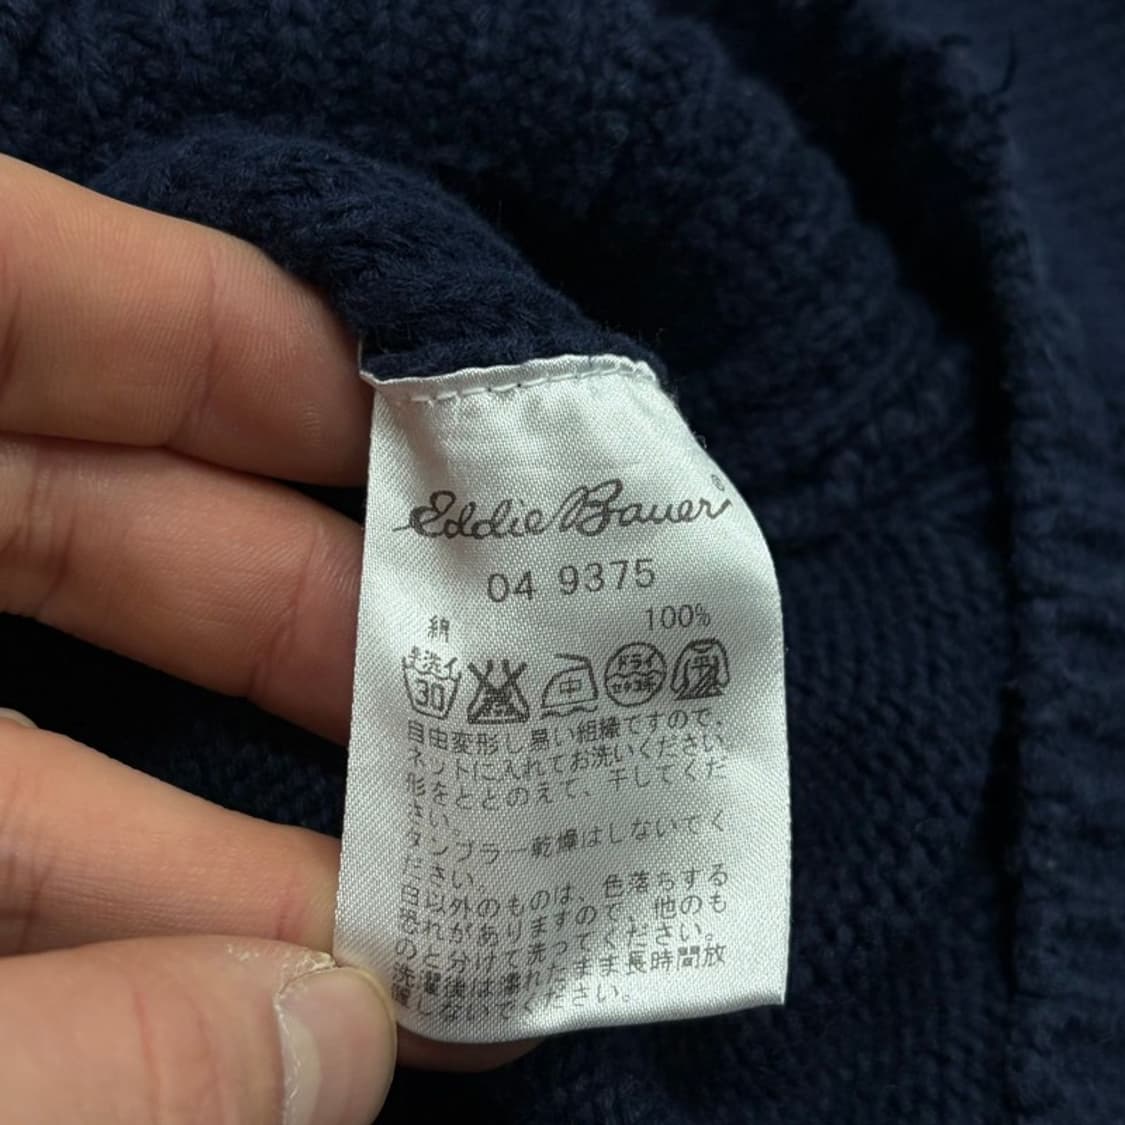 Eddie Bauer®
04 9375
綿 100%
30 中 ドライ
自由変形し易い組織ですので、
ネットに入れてお洗いください。
形をととのえて、干してくだ
さい。
タンブラー乾燥はしないでく
ださい。
白以外のものは、色落ちする
恐れがありますので、他のも
のと分けて洗ってください。
洗濯後は濡れたまま長時間放
置しないでください。